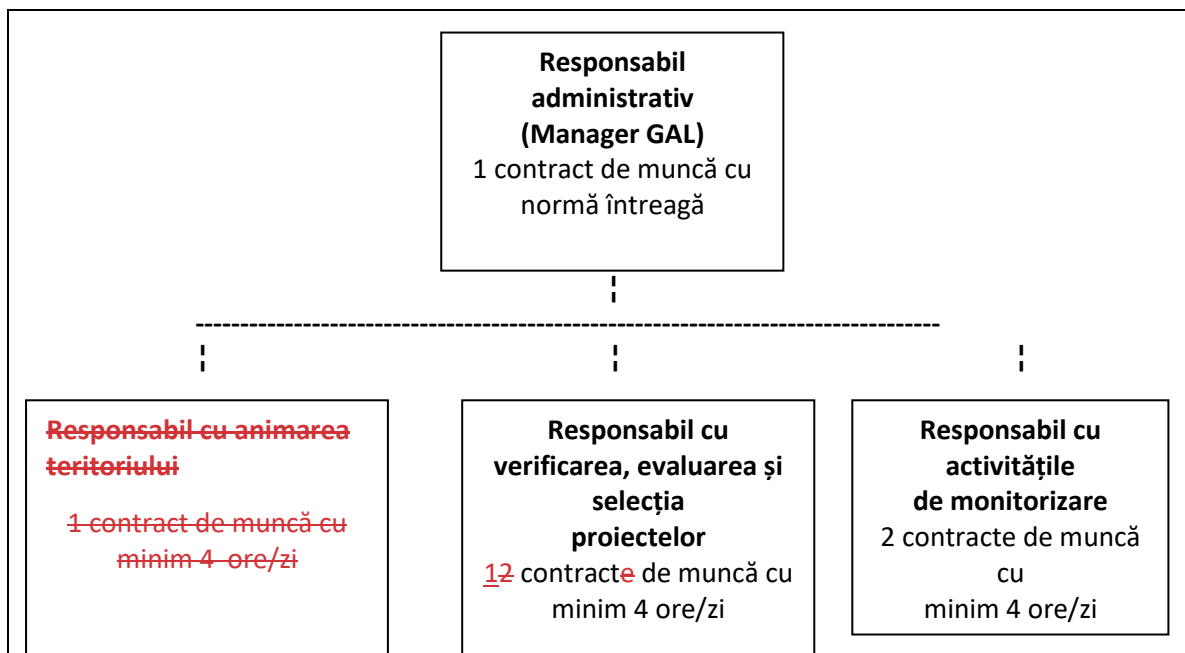 Responsabil
administrativ
(Manager GAL)
1 contract de muncă cu
normă întreagă
Responsabil cu animarea
teritoriului
1 contract de muncă cu
minim 4 ore/zi
Responsabil cu
verificarea, evaluarea și
selecția
proiectelor
12 contracte de muncă cu
minim 4 ore/zi
Responsabil cu
activitățile
de monitorizare
2 contracte de muncă
cu
minim 4 ore/zi